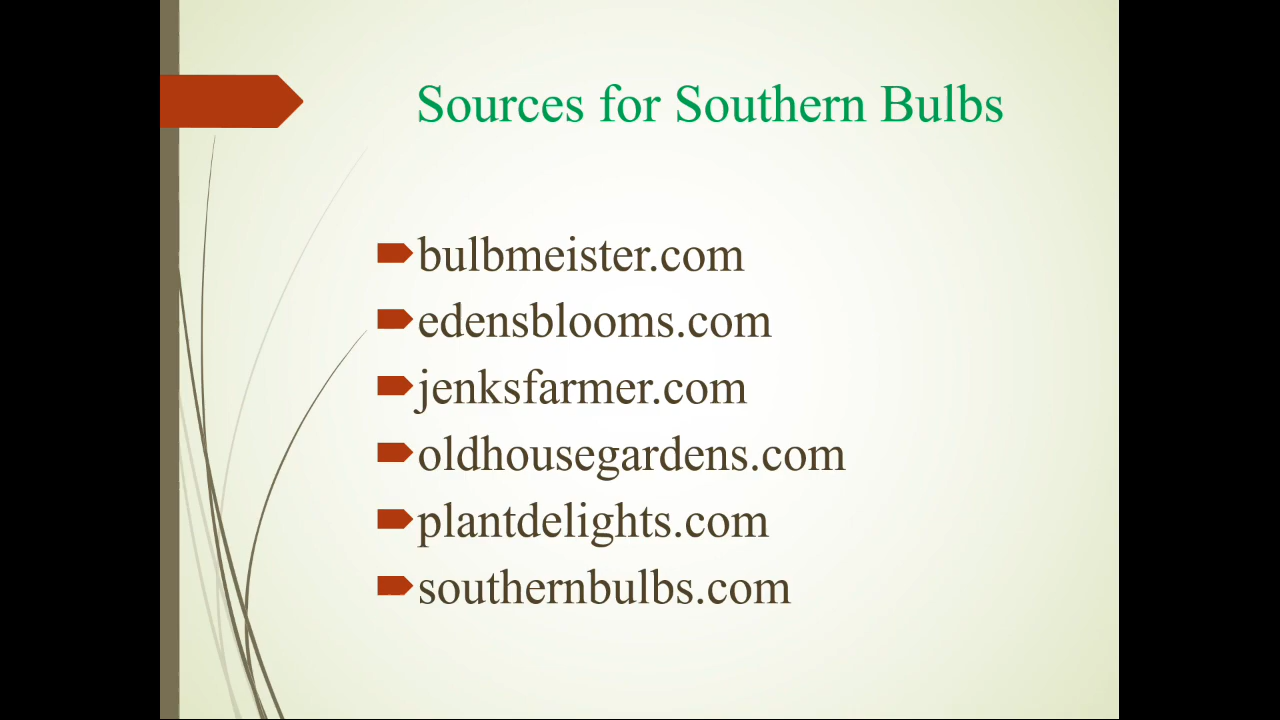 Sources for Southern Bulbs
bulbmeister.com
edensblooms.com
jenksfarmer.com
oldhousegardens.com
plantdelights.com
southernbulbs.com